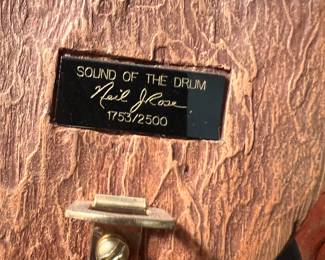 SOUND OF THE DRUM
Neil J Rose
1753/2500